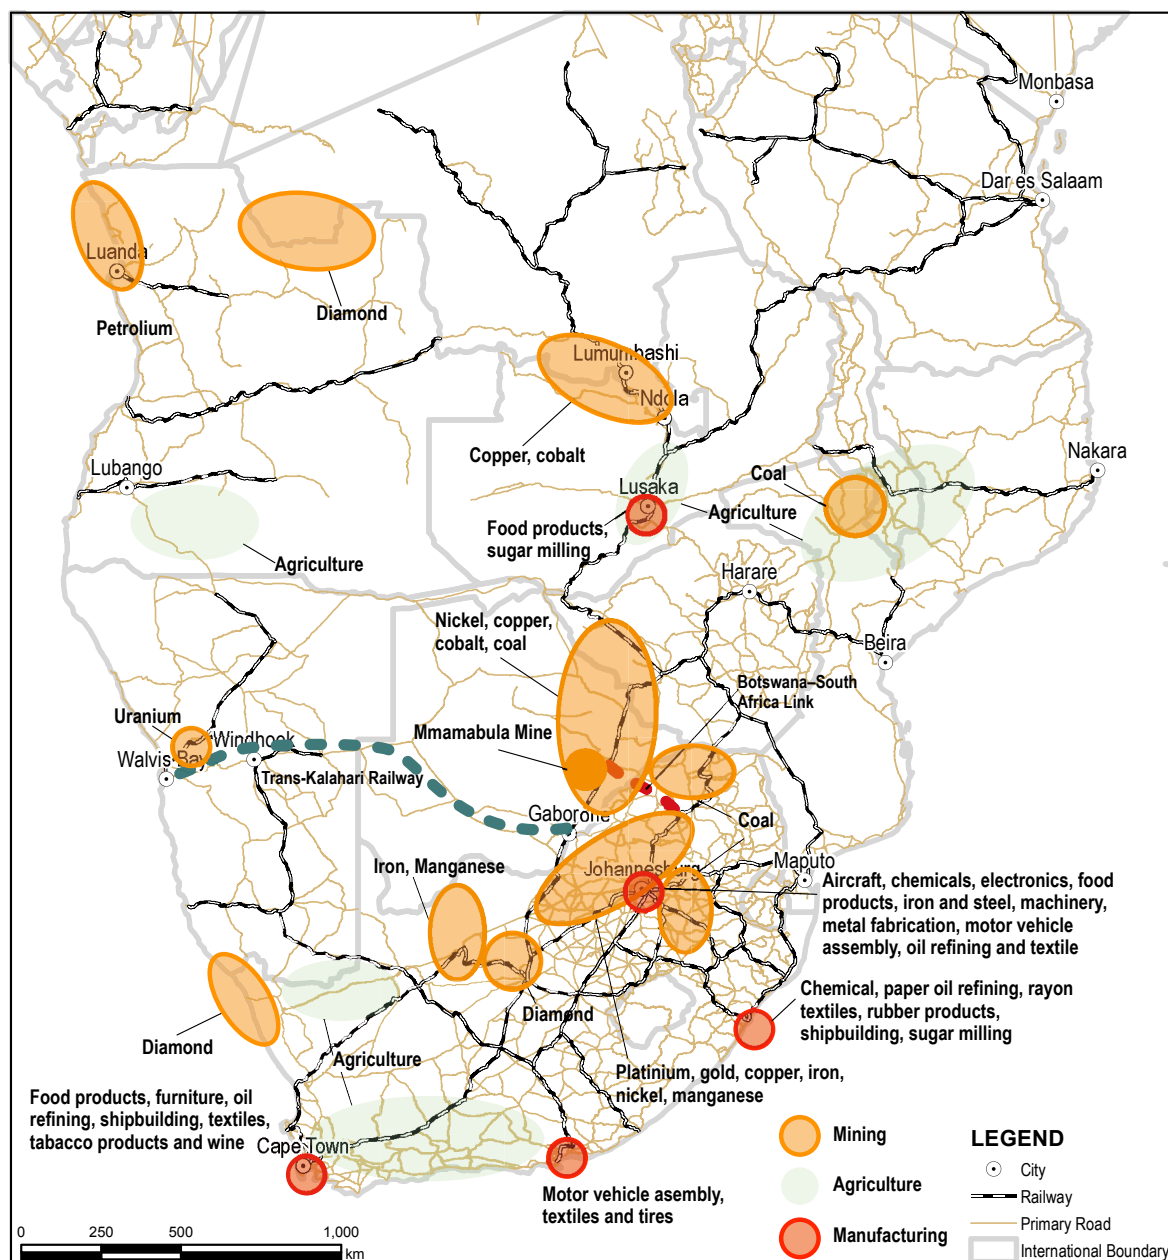 Monbasa
Dar es Salaam
Luanda
Diamond
Petrolium
Lumumbashi
Ndola
Copper, cobalt
Lubango
Nakara
Coal
Lusaka
Agriculture
Food products,
sugar milling
Agriculture
Harare
Nickel, copper,
cobalt, coal
Beira
Botswana–South
Africa Link
Uranium
Mmamabula Mine
Windhoek
Walvis Bay
Trans-Kalahari Railway
Gaborone
Coal
Iron, Manganese
Johannesburg
Maputo
Aircraft, chemicals, electronics, food
products, iron and steel, machinery,
metal fabrication, motor vehicle
assembly, oil refining and textile
Chemical, paper oil refining, rayon
textiles, rubber products,
shipbuilding, sugar milling
Diamond
Diamond
Agriculture
Platinium, gold, copper, iron,
nickel, manganese
Food products, furniture, oil
refining, shipbuilding, textiles,
tabacco products and wine
Cape Town
Motor vehicle asembly,
textiles and tires
Mining
Agriculture
Manufacturing
LEGEND
City
Railway
Primary Road
International Boundary
0 250 500 1,000
km